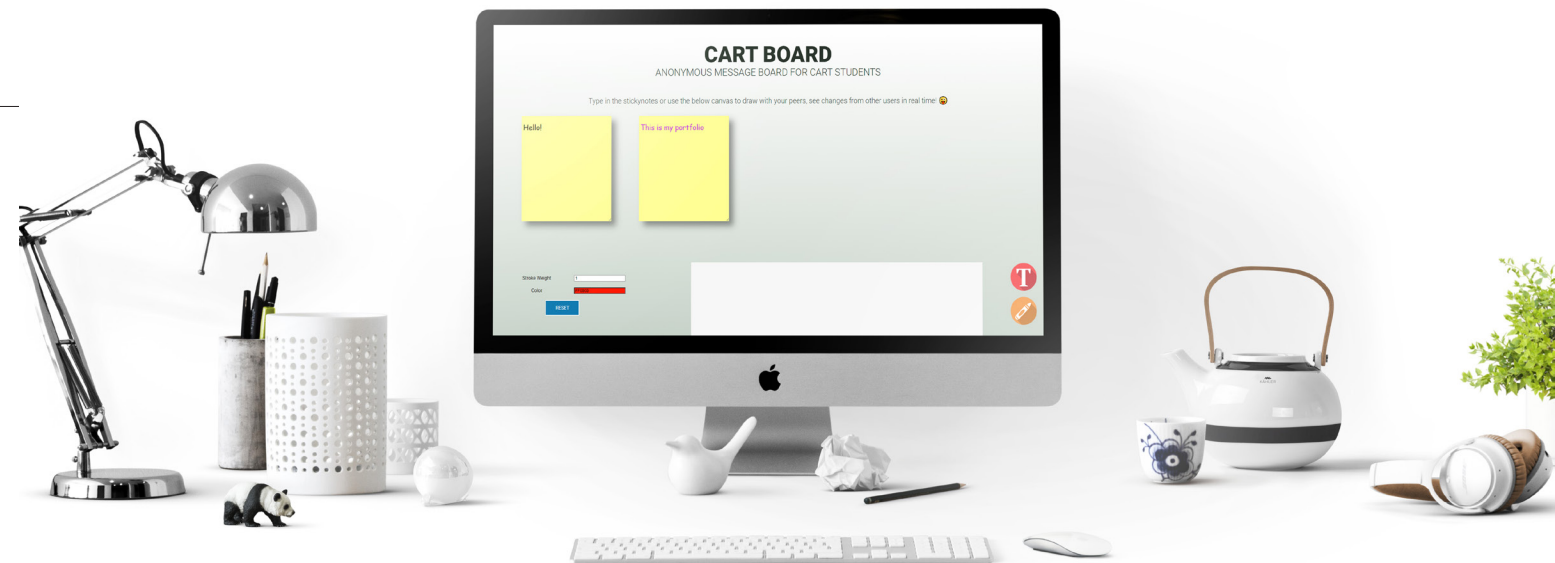 CART BOARD
ANONYMOUS MESSAGE BOARD FOR CART STUDENTS
Type in the stickynotes or use the below canvas to draw with your peers, see changes from other users in real time! 😜
Hello!
This is my portfolio
Stroke Weight
1
Color
RESET
T